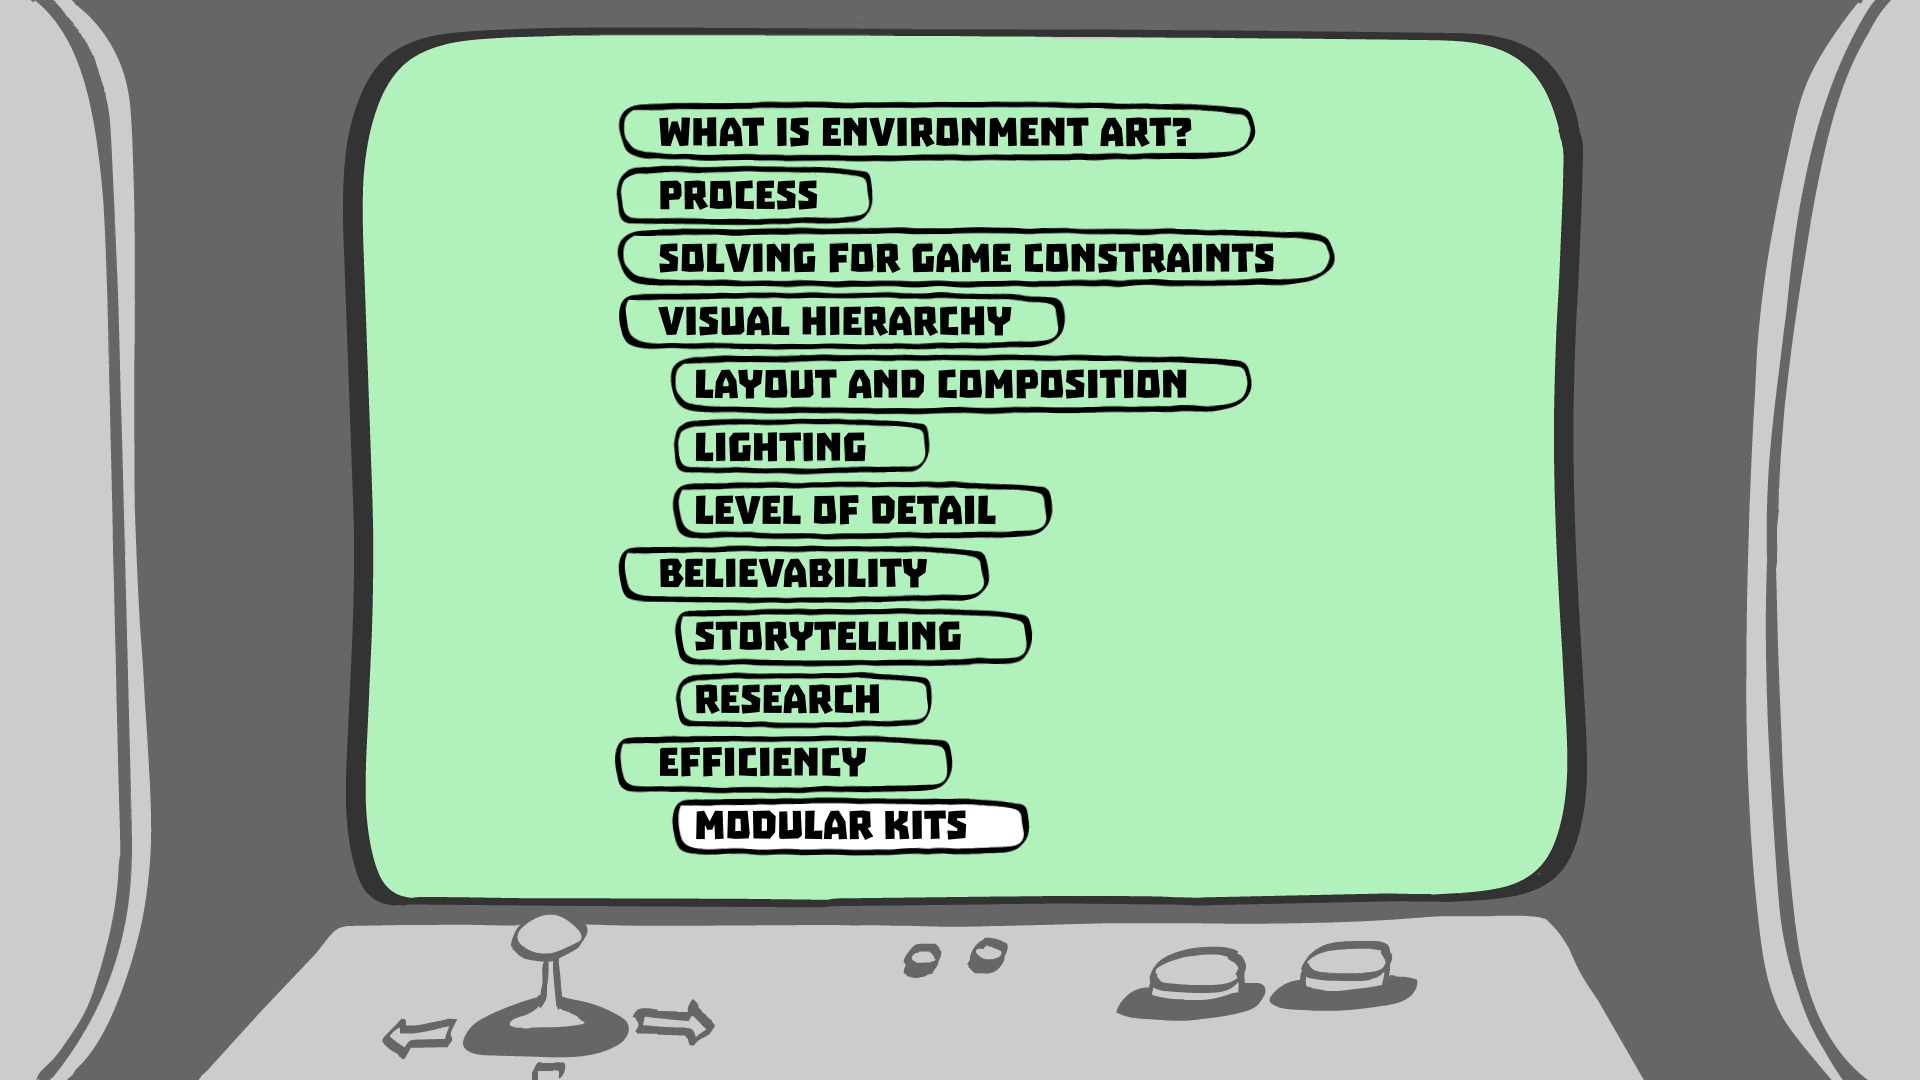 WHAT IS ENVIRONMENT ART?
PROCESS
SOLVING FOR GAME CONSTRAINTS
VISUAL HIERARCHY
LAYOUT AND COMPOSITION
LIGHTING
LEVEL OF DETAIL
BELIEVABILITY
STORYTELLING
RESEARCH
EFFICIENCY
MODULAR KITS